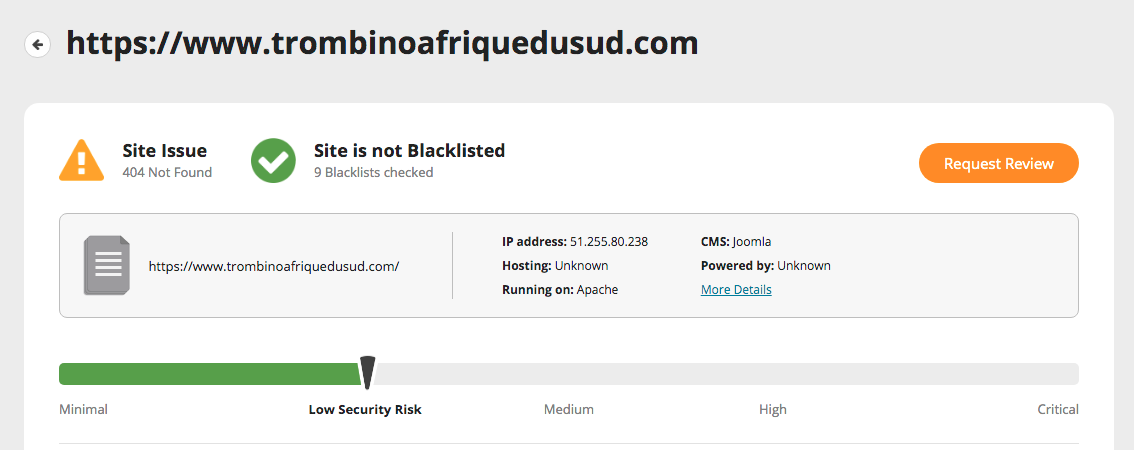 https://www.trombinoafriquedusud.com
Site Issue
404 Not Found
Site is not Blacklisted
9 Blacklists checked
Request Review
https://www.trombinoafriquedusud.com/
IP address: 51.255.80.238
Hosting: Unknown
Running on: Apache
CMS: Joomla
Powered by: Unknown
More Details
Minimal
Low Security Risk
Medium
High
Critical